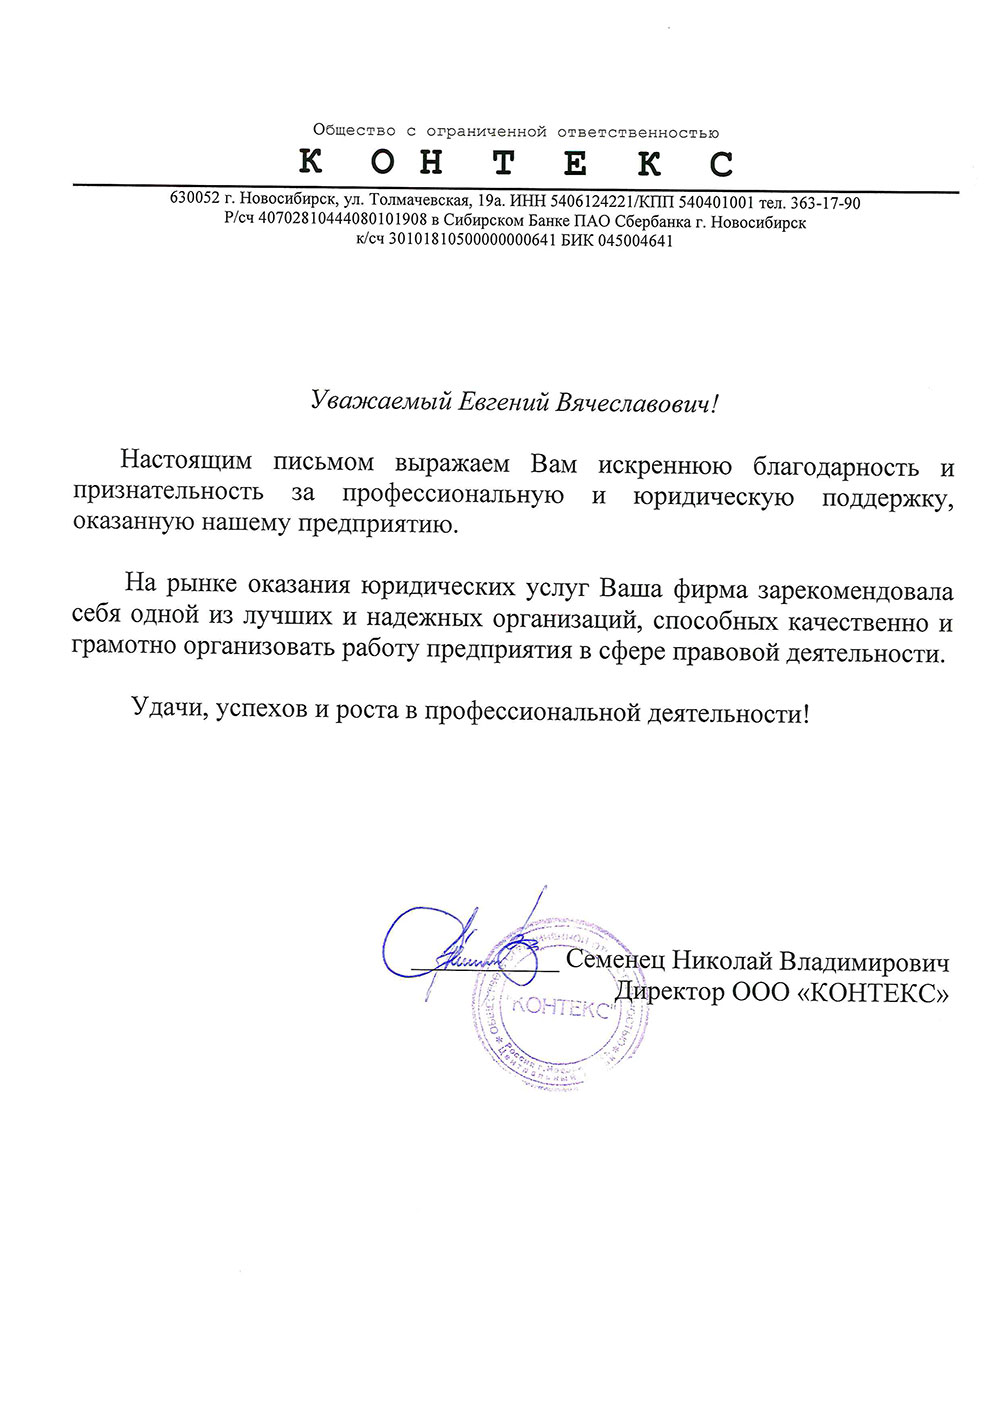 Общество с ограниченной ответственностью
К О Н Т Е К С
630052 г. Новосибирск, ул. Толмачевская, 19а. ИНН 5406124221/КПП 540401001 тел. 363-17-90
Р/сч 40702810444080101908 в Сибирском Банке ПАО Сбербанка г. Новосибирск
к/сч 30101810500000000641 БИК 045004641
Уважаемый Евгений Вячеславович!
Настоящим письмом выражаем Вам искреннюю благодарность и
признательность за профессиональную и юридическую поддержку,
оказанную нашему предприятию.
На рынке оказания юридических услуг Ваша фирма зарекомендовала
себя одной из лучших и надежных организаций, способных качественно и
грамотно организовать работу предприятия в сфере правовой деятельности.
Удачи, успехов и роста в профессиональной деятельности!
Семенец Николай Владимирович
Директор ООО «КОНТЕКС»
"КОНТЕКС"
Россия г.
Центральный